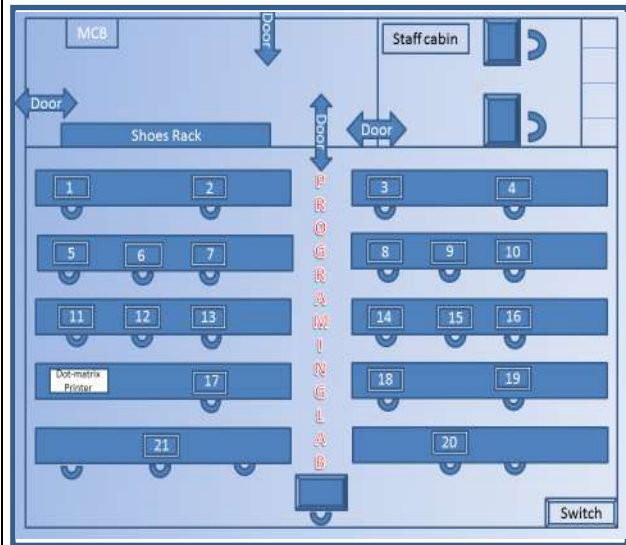 MCB
Door
Staff cabin
Door
Shoes Rack
Door
Door
PROGRAMINGLAB
1 2 3 4
5 6 7 8 9 10
11 12 13 14 15 16
Dot-matrix
Printer
17 18 19
21 20
Switch